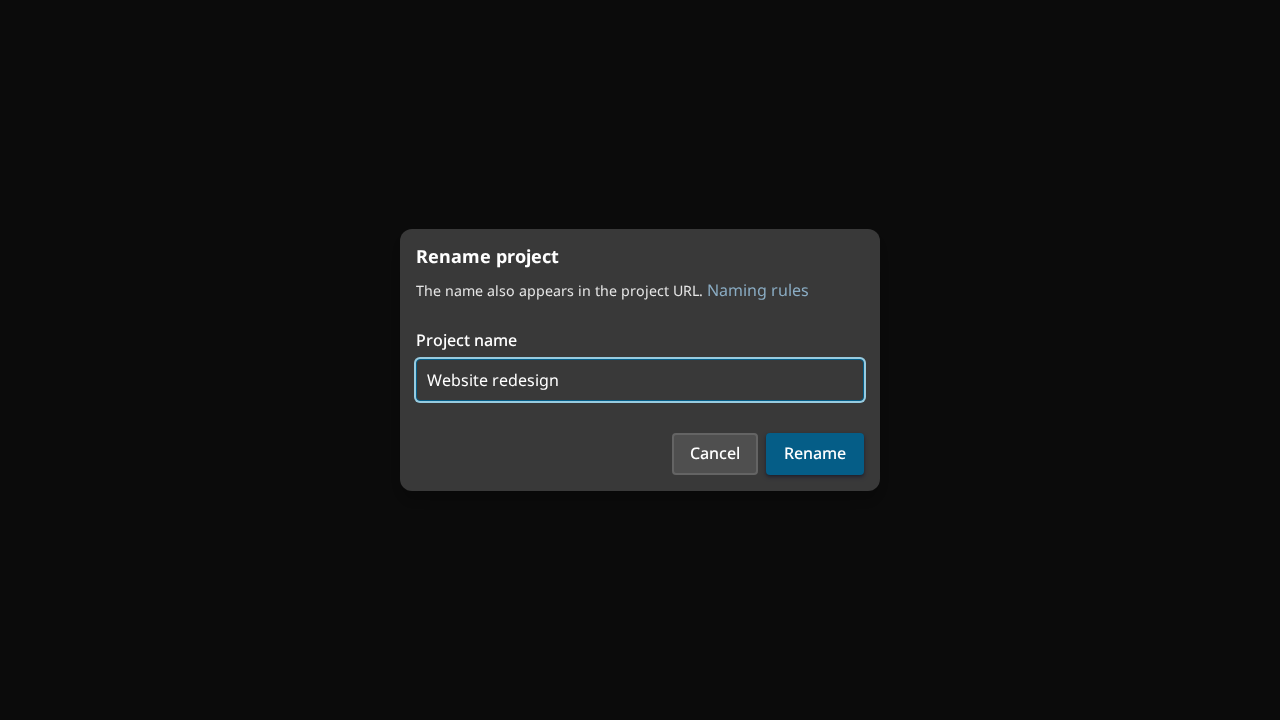 Rename project
The name also appears in the project URL. Naming rules
Project name
Website redesign
Cancel
Rename